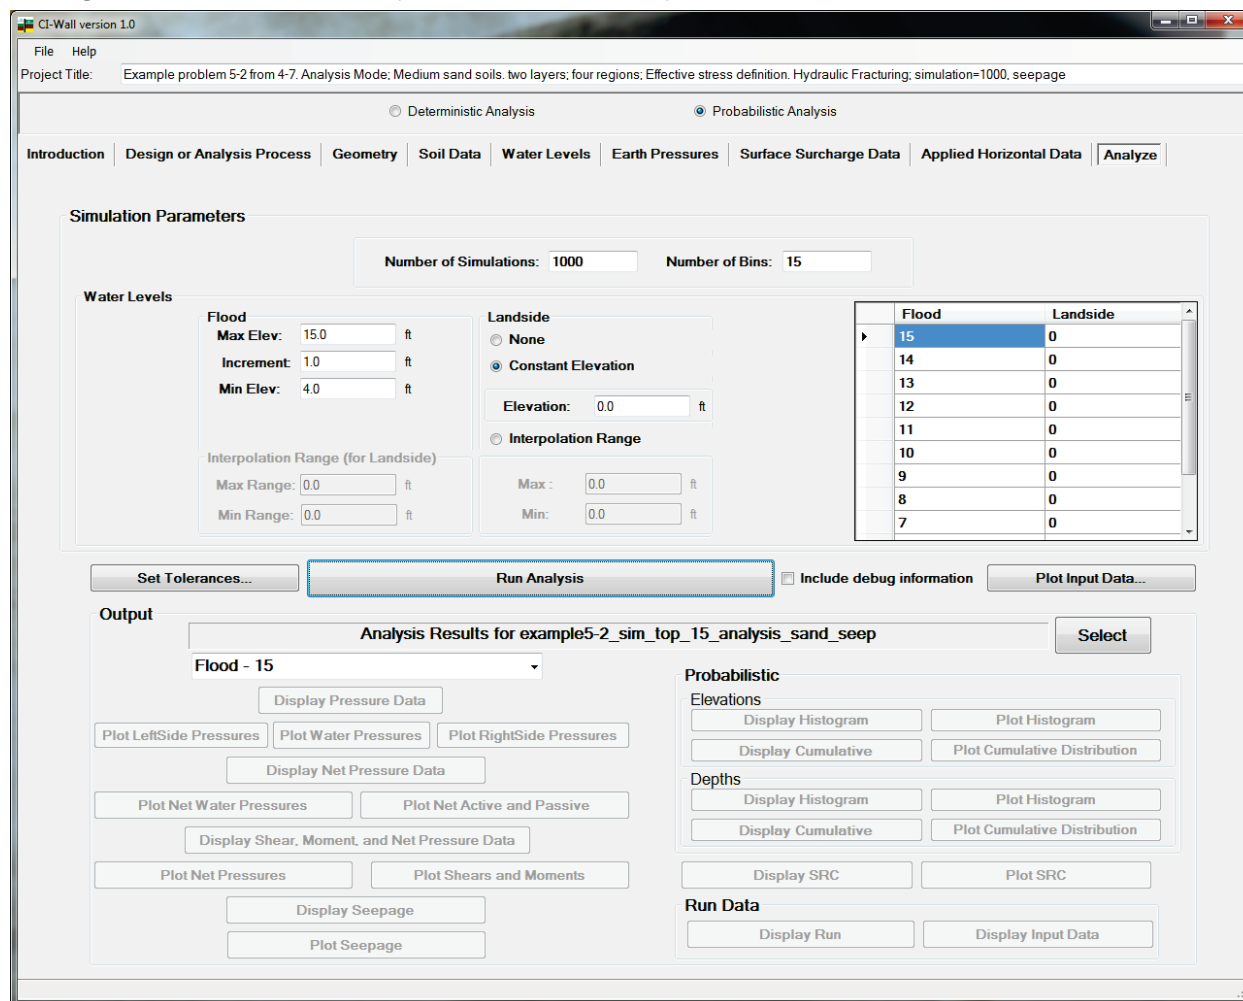 CI-Wall version 1.0
File Help
Project Title: Example problem 5-2 from 4-7. Analysis Mode; Medium sand soils. two layers; four regions; Effective stress definition. Hydraulic Fracturing; simulation=1000, seepage
Deterministic Analysis Probabilistic Analysis
Introduction Design or Analysis Process Geometry Soil Data Water Levels Earth Pressures Surface Surcharge Data Applied Horizontal Data Analyze
Simulation Parameters
Number of Simulations: 1000 Number of Bins: 15
Water Levels
Flood Landside Flood Landside
Max Elev: 15.0 ft None 15 0
Increment: 1.0 ft Constant Elevation 14 0
Min Elev: 4.0 ft 13 0
Elevation: 0.0 ft 12 0
Interpolation Range 11 0
Interpolation Range (for Landside) 10 0
Max Range: 0.0 ft Max : 0.0 ft 9 0
8 0
Min Range: 0.0 ft Min: 0.0 ft 7 0
Set Tolerances... Run Analysis Include debug information Plot Input Data...
Output
Analysis Results for example5-2_sim_top_15_analysis_sand_seep Select
Flood - 15
Probabilistic
Elevations
Display Pressure Data
Display Histogram Plot Histogram
Plot LeftSide Pressures Plot Water Pressures Plot RightSide Pressures
Display Cumulative Plot Cumulative Distribution
Display Net Pressure Data
Depths
Plot Net Water Pressures Plot Net Active and Passive Display Histogram Plot Histogram
Display Shear, Moment, and Net Pressure Data Display Cumulative Plot Cumulative Distribution
Plot Net Pressures Plot Shears and Moments Display SRC Plot SRC
Display Seepage Run Data
Plot Seepage Display Run Display Input Data